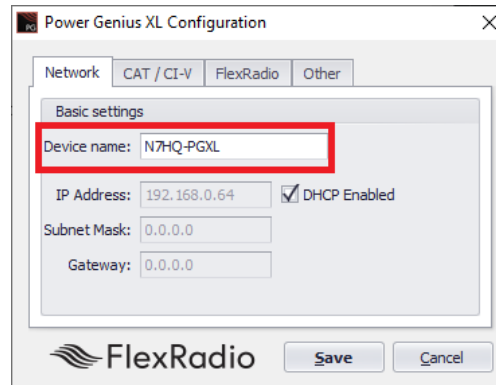 PG
Power Genius XL Configuration
Network CAT / CI-V FlexRadio Other
Basic settings
Device name: N7HQ-PGXL
IP Address: 192.168.0.64 DHCP Enabled
Subnet Mask: 0.0.0.0
Gateway: 0.0.0.0
FlexRadio Save Cancel